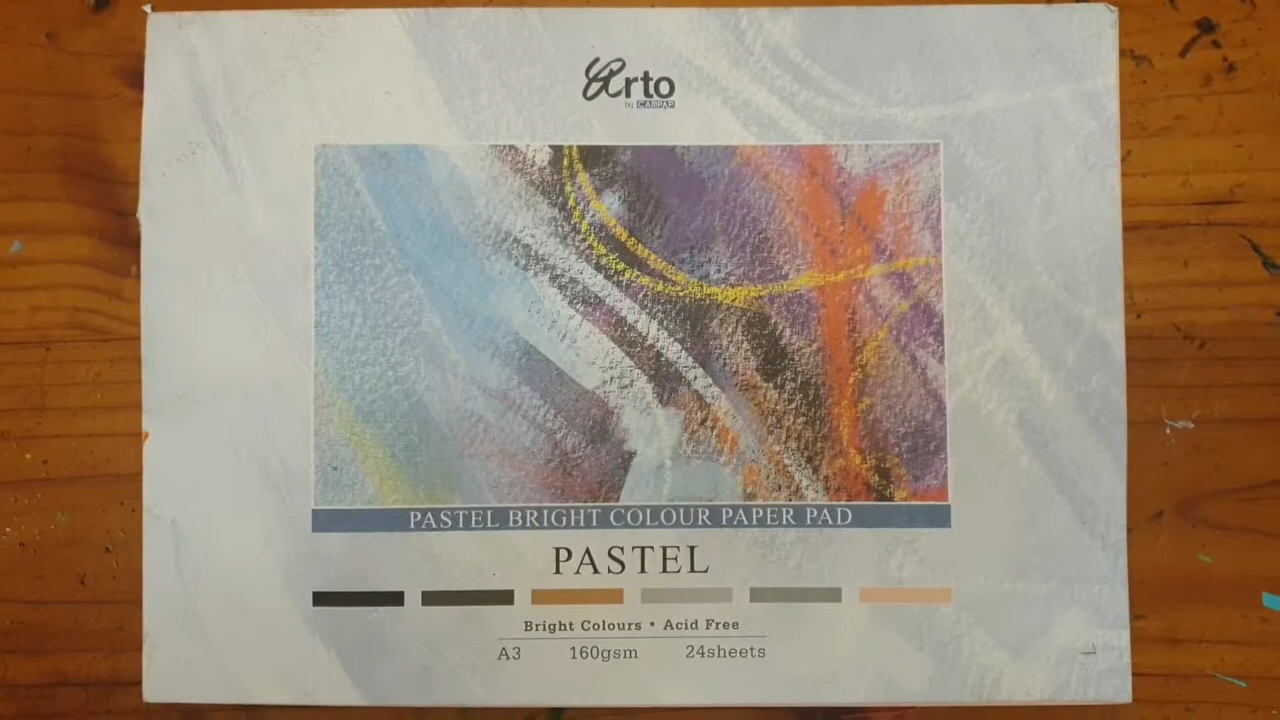 Arto
by CAMPAP
PASTEL BRIGHT COLOUR PAPER PAD
PASTEL
Bright Colours • Acid Free
A3 160gsm 24sheets